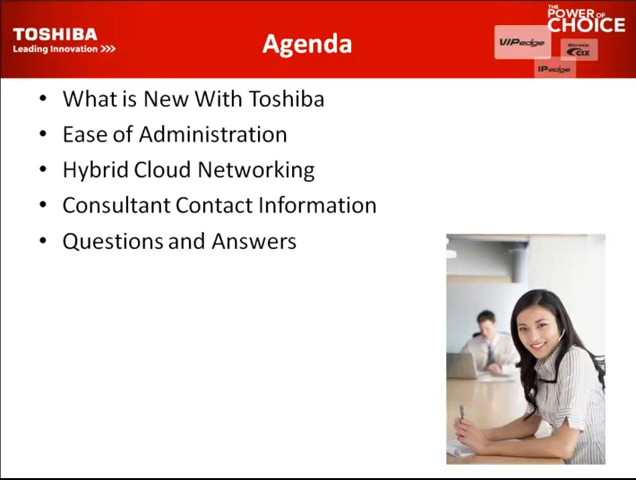 TOSHIBA
Leading Innovation >>>
Agenda
THE
POWER OF
CHOICE
VIPedge
CIX
IPedge
• What is New With Toshiba
• Ease of Administration
• Hybrid Cloud Networking
• Consultant Contact Information
• Questions and Answers